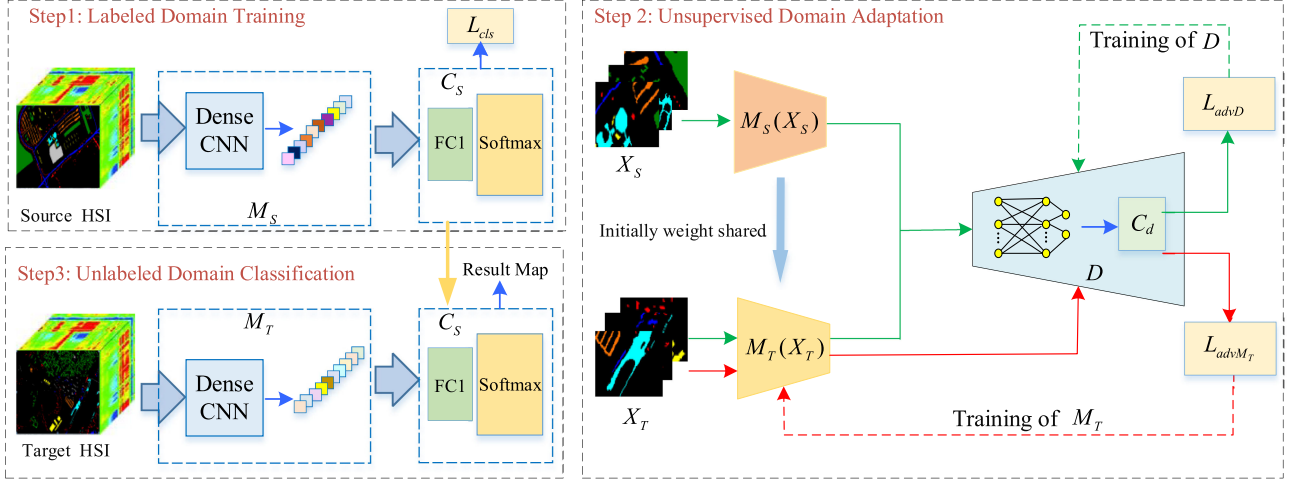 Step1: Labeled Domain Training
L_cls
C_S
Dense
CNN
FC1
Softmax
Source HSI
M_S
Step3: Unlabeled Domain Classification
Result Map
M_T
C_S
Dense
CNN
FC1
Softmax
Target HSI
Step 2: Unsupervised Domain Adaptation
Training of D
M_S(X_S)
L_advD
X_S
Initially weight shared
C_d
D
M_T(X_T)
L_advM_T
X_T
Training of M_T